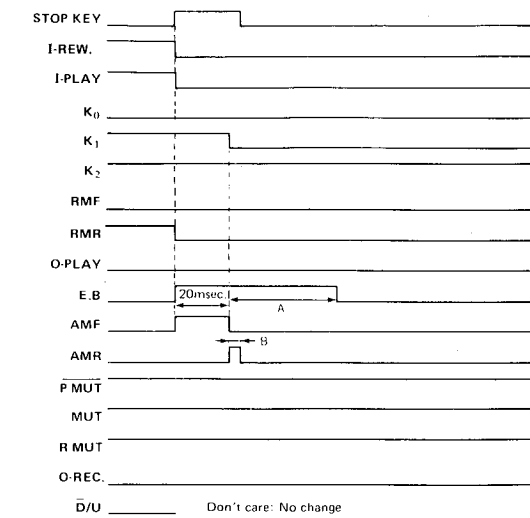 STOP KEY
I-REW.
I-PLAY
K0
K1
K2
RMF
RMR
O-PLAY
E.B 20msec. A
AMF
B
AMR
P MUT
MUT
R MUT
O-REC.
D̄/U Don't care: No change